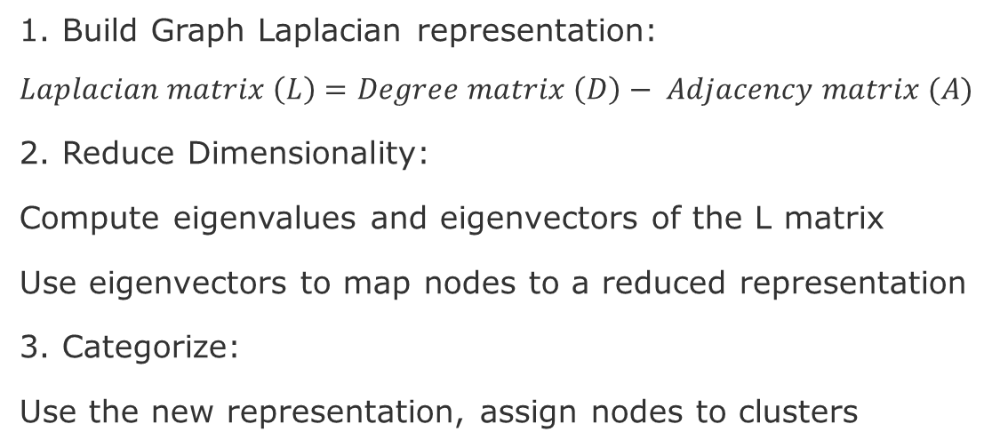 1. Build Graph Laplacian representation:
Laplacian matrix (L) = Degree matrix (D) − Adjacency matrix (A)
2. Reduce Dimensionality:
Compute eigenvalues and eigenvectors of the L matrix
Use eigenvectors to map nodes to a reduced representation
3. Categorize:
Use the new representation, assign nodes to clusters